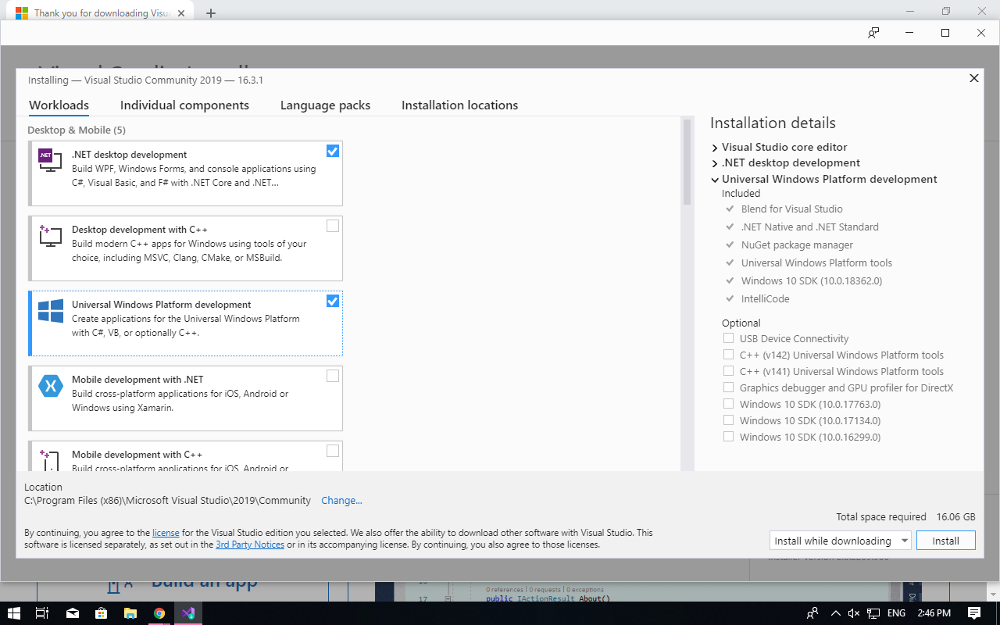 Thank you for downloading Visu
Installing — Visual Studio Community 2019 — 16.3.1
Workloads
Individual components
Language packs
Installation locations
Desktop & Mobile (5)
.NET
.NET desktop development
Build WPF, Windows Forms, and console applications using
C#, Visual Basic, and F# with .NET Core and .NET...
Desktop development with C++
Build modern C++ apps for Windows using tools of your
choice, including MSVC, Clang, CMake, or MSBuild.
Universal Windows Platform development
Create applications for the Universal Windows Platform
with C#, VB, or optionally C++.
Mobile development with .NET
Build cross-platform applications for iOS, Android or
Windows using Xamarin.
Mobile development with C++
Build cross-platform applications for iOS, Android or
Installation details
Visual Studio core editor
.NET desktop development
Universal Windows Platform development
Included
Blend for Visual Studio
.NET Native and .NET Standard
NuGet package manager
Universal Windows Platform tools
Windows 10 SDK (10.0.18362.0)
IntelliCode
Optional
USB Device Connectivity
C++ (v142) Universal Windows Platform tools
C++ (v141) Universal Windows Platform tools
Graphics debugger and GPU profiler for DirectX
Windows 10 SDK (10.0.17763.0)
Windows 10 SDK (10.0.17134.0)
Windows 10 SDK (10.0.16299.0)
Location
C:\Program Files (x86)\Microsoft Visual Studio\2019\Community Change...
Total space required 16.06 GB
By continuing, you agree to the license for the Visual Studio edition you selected. We also offer the ability to download other software with Visual Studio. This
software is licensed separately, as set out in the 3rd Party Notices or in its accompanying license. By continuing, you also agree to those licenses.
Install while downloading
Install
Build an app
0 references | 0 requests | 0 exceptions
17 public IActionResult About()
ENG 2:46 PM